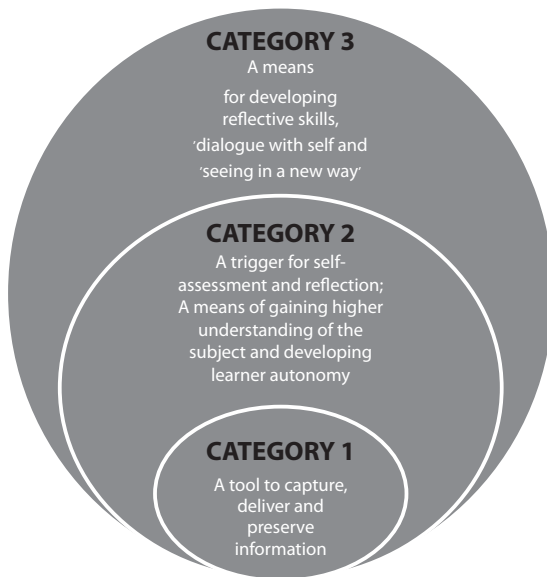 CATEGORY 3
A means
for developing
reflective skills,
'dialogue with self and
'seeing in a new way'
CATEGORY 2
A trigger for self-
assessment and reflection;
A means of gaining higher
understanding of the
subject and developing
learner autonomy
CATEGORY 1
A tool to capture,
deliver and
preserve
information